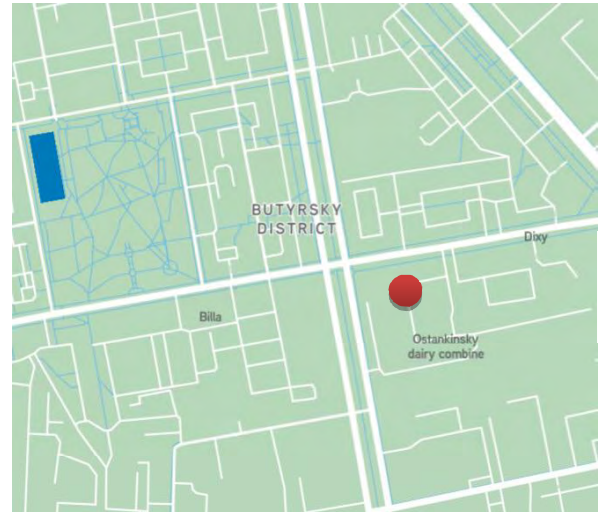 BUTYRSKY
DISTRICT
Dixy
Billa
Ostankinsky
dairy combine